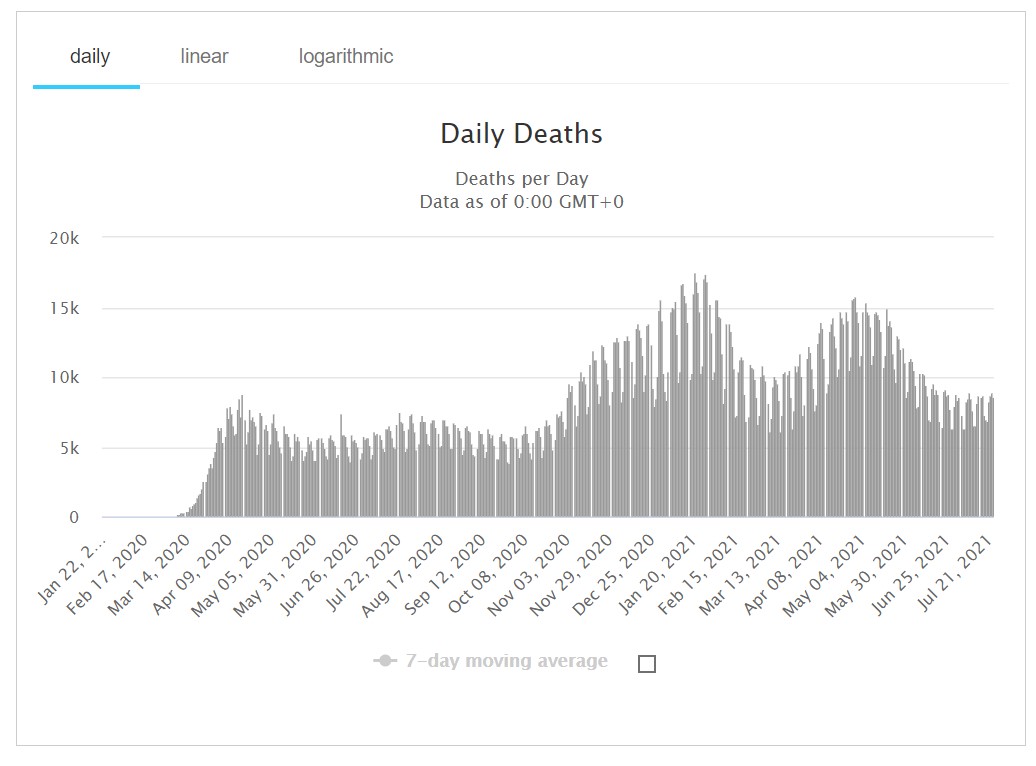 daily linear logarithmic
Daily Deaths
Deaths per Day
Data as of 0:00 GMT+0
20k
15k
10k
5k
0
Jan 22, 2...
Feb 17, 2020
Mar 14, 2020
Apr 09, 2020
May 05, 2020
May 31, 2020
Jun 26, 2020
Jul 22, 2020
Aug 17, 2020
Sep 12, 2020
Oct 08, 2020
Nov 03, 2020
Nov 29, 2020
Dec 25, 2020
Jan 20, 2021
Feb 15, 2021
Mar 13, 2021
Apr 08, 2021
May 04, 2021
May 30, 2021
Jun 25, 2021
Jul 21, 2021
7-day moving average